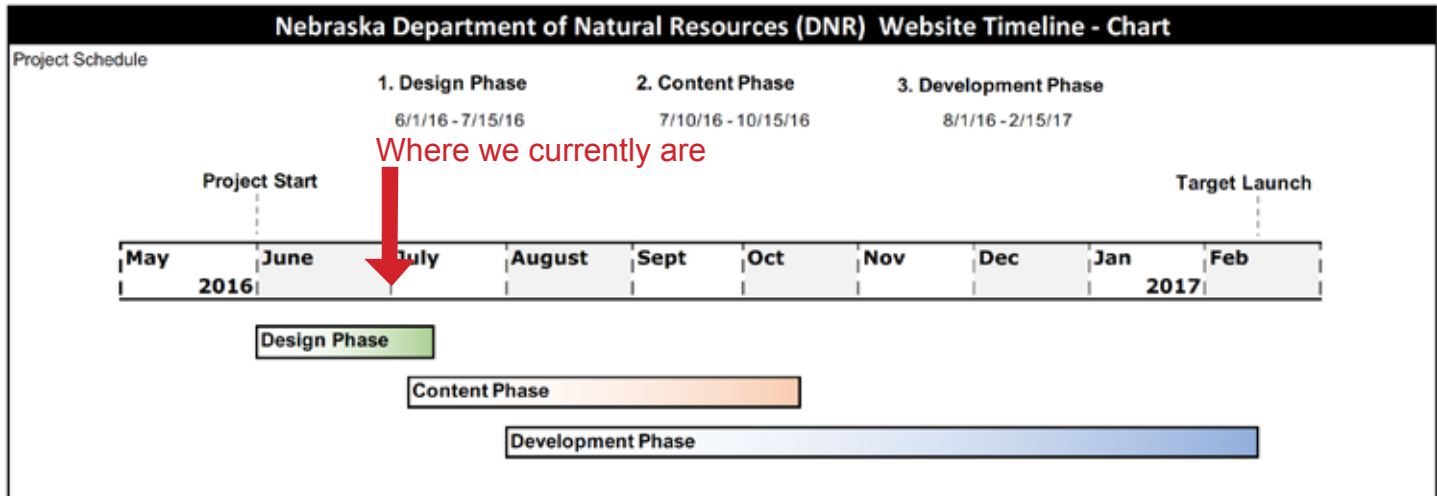 Nebraska Department of Natural Resources (DNR) Website Timeline - Chart
Project Schedule
1. Design Phase 2. Content Phase 3. Development Phase
6/1/16 - 7/15/16 7/10/16 - 10/15/16 8/1/16 - 2/15/17
Where we currently are
Project Start Target Launch
May June July August Sept Oct Nov Dec Jan Feb
2016 2017
Design Phase
Content Phase
Development Phase